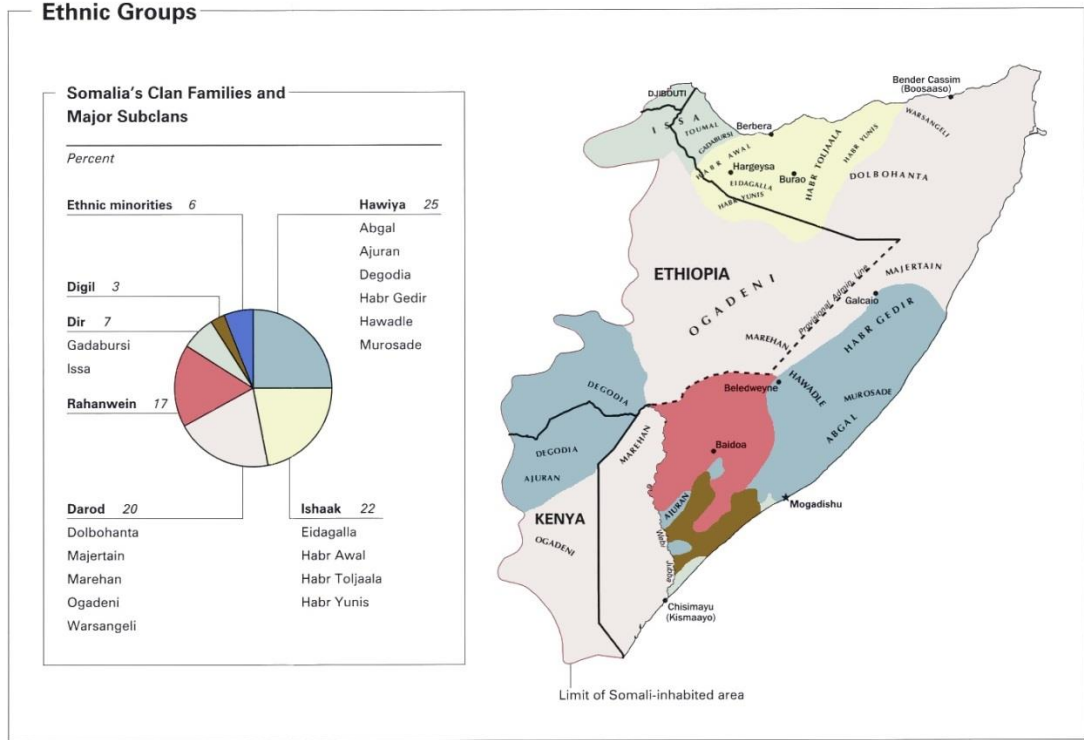 Ethnic Groups
Somalia's Clan Families and
Major Subclans
Percent
Ethnic minorities 6
Digil 3
Dir 7
Gadabursi
Issa
Rahanwein 17
Hawiya 25
Abgal
Ajuran
Degodia
Habr Gedir
Hawadle
Murosade
Darod 20
Dolbohanta
Majertain
Marehan
Ogadeni
Warsangeli
Ishaak 22
Eidagalla
Habr Awal
Habr Toljaala
Habr Yunis
Bender Cassim
(Boosaaso)
DJIBOUTI
ISSA
TOUMAL
GADABURSI
Berbera
WARSANGELI
HABR AWAL
Hargeysa
EIDAGALLA
HABR YUNIS
Burao
HABR TOLJAALA
HABR YUNIS
DOLBOHANTA
ETHIOPIA
OGADENI
Provisional Admin. Line
MAJERTAIN
Galcaio
HABR GEDIR
MAREHAN
Beledweyne
HAWADLE
MUROSADE
ABGAL
DEGODIA
DEGODIA
AJURAN
MAREHAN
Baidoa
AJURAN
Mogadishu
KENYA
OGADENI
Webi
Jubba
Chisimayu
(Kismaayo)
Limit of Somali-inhabited area